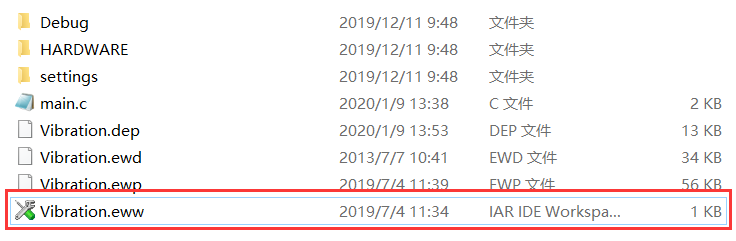 Debug 2019/12/11 9:48 文件夹
HARDWARE 2019/12/11 9:48 文件夹
settings 2019/12/11 9:48 文件夹
main.c 2020/1/9 13:38 C 文件 2 KB
Vibration.dep 2020/1/9 13:53 DEP 文件 13 KB
Vibration.ewd 2013/7/7 10:41 EWD 文件 34 KB
Vibration.ewp 2019/7/4 11:39 EWP 文件 56 KB
Vibration.eww 2019/7/4 11:34 IAR IDE Workspa... 1 KB